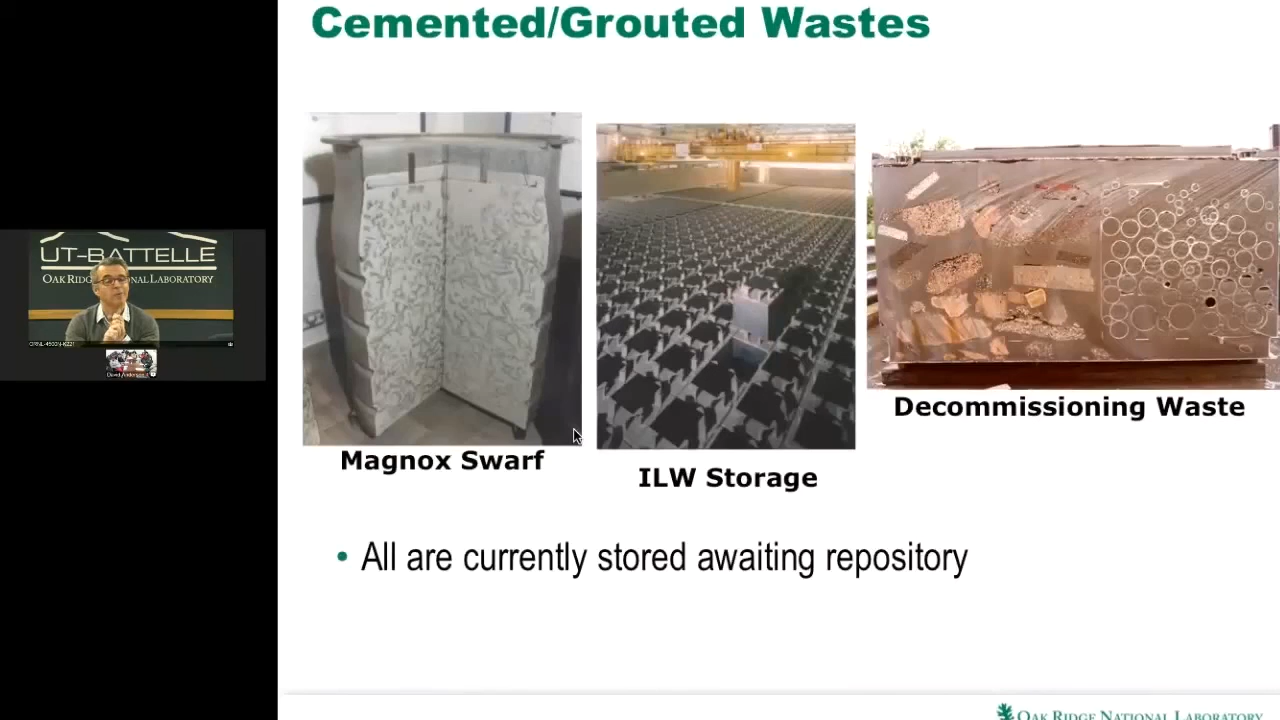 Cemented/Grouted Wastes
UT-BATTELLE
OAK RIDGE NATIONAL LABORATORY
Magnox Swarf
ILW Storage
Decommissioning Waste
• All are currently stored awaiting repository
OAK RIDGE NATIONAL LABORATORY